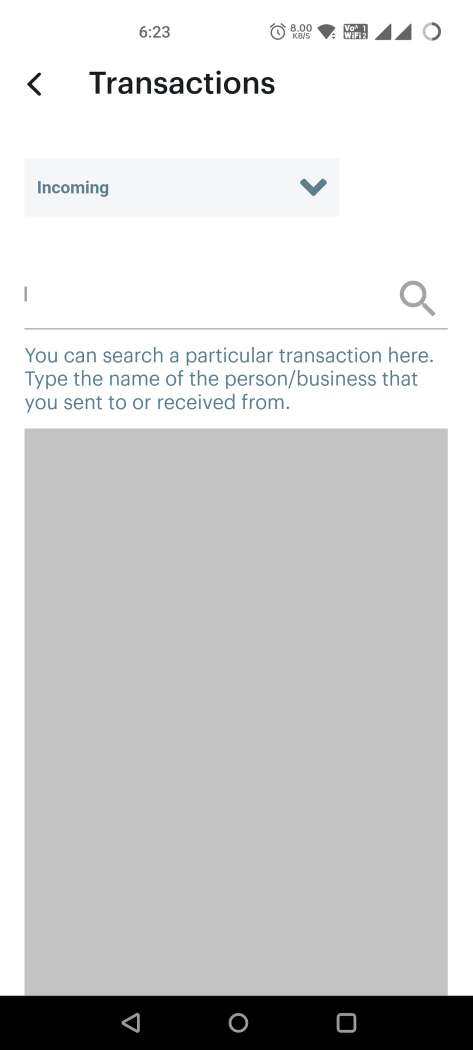 6:23
8.00
KB/S
Transactions
Incoming
You can search a particular transaction here.
Type the name of the person/business that
you sent to or received from.